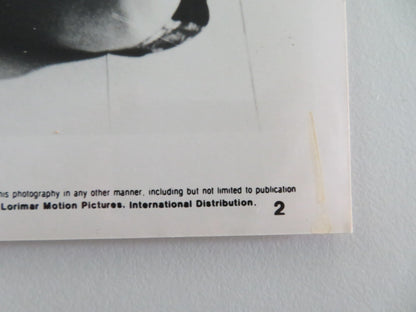 his photography in any other manner, including but not limited to publication
Lorimar Motion Pictures. International Distribution.
2